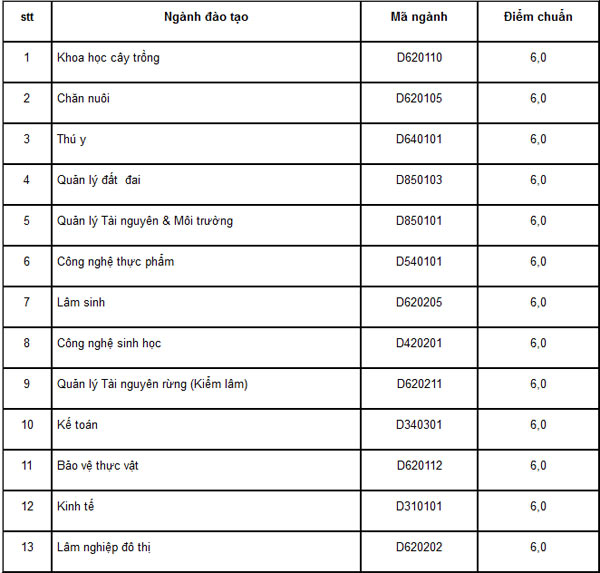 stt Ngành đào tạo Mã ngành Điểm chuẩn
1 Khoa học cây trồng D620110 6,0
2 Chăn nuôi D620105 6,0
3 Thú y D640101 6,0
4 Quản lý đất đai D850103 6,0
5 Quản lý Tài nguyên & Môi trường D850101 6,0
6 Công nghệ thực phẩm D540101 6,0
7 Lâm sinh D620205 6,0
8 Công nghệ sinh học D420201 6,0
9 Quản lý Tài nguyên rừng (Kiểm lâm) D620211 6,0
10 Kế toán D340301 6,0
11 Bảo vệ thực vật D620112 6,0
12 Kinh tế D310101 6,0
13 Lâm nghiệp đô thị D620202 6,0